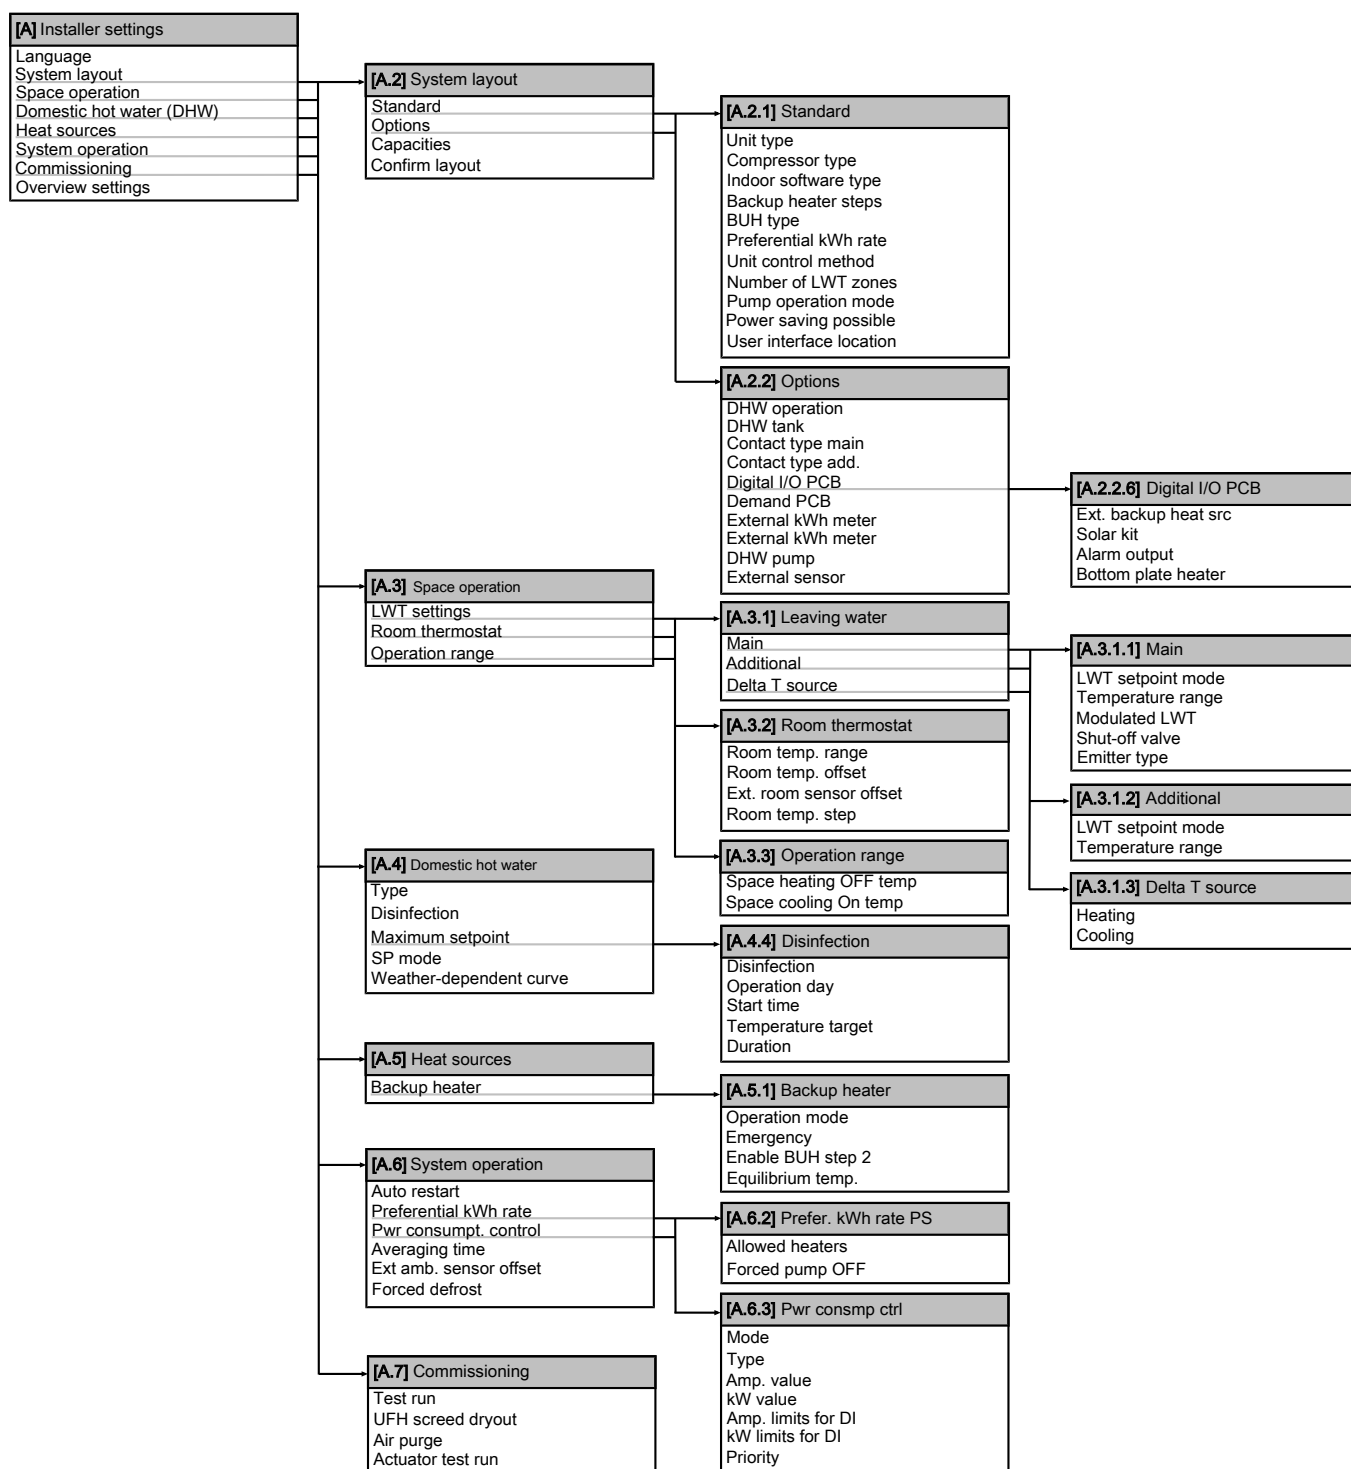 [A] Installer settings
Language
System layout
Space operation
Domestic hot water (DHW)
Heat sources
System operation
Commissioning
Overview settings
[A.2] System layout
Standard
Options
Capacities
Confirm layout
[A.2.1] Standard
Unit type
Compressor type
Indoor software type
Backup heater steps
BUH type
Preferential kWh rate
Unit control method
Number of LWT zones
Pump operation mode
Power saving possible
User interface location
[A.2.2] Options
DHW operation
DHW tank
Contact type main
Contact type add.
Digital I/O PCB
Demand PCB
External kWh meter
External kWh meter
DHW pump
External sensor
[A.2.2.6] Digital I/O PCB
Ext. backup heat src
Solar kit
Alarm output
Bottom plate heater
[A.3] Space operation
LWT settings
Room thermostat
Operation range
[A.3.1] Leaving water
Main
Additional
Delta T source
[A.3.1.1] Main
LWT setpoint mode
Temperature range
Modulated LWT
Shut-off valve
Emitter type
[A.3.1.2] Additional
LWT setpoint mode
Temperature range
[A.3.1.3] Delta T source
Heating
Cooling
[A.3.2] Room thermostat
Room temp. range
Room temp. offset
Ext. room sensor offset
Room temp. step
[A.3.3] Operation range
Space heating OFF temp
Space cooling On temp
[A.4] Domestic hot water
Type
Disinfection
Maximum setpoint
SP mode
Weather-dependent curve
[A.4.4] Disinfection
Disinfection
Operation day
Start time
Temperature target
Duration
[A.5] Heat sources
Backup heater
[A.5.1] Backup heater
Operation mode
Emergency
Enable BUH step 2
Equilibrium temp.
[A.6] System operation
Auto restart
Preferential kWh rate
Pwr consumpt. control
Averaging time
Ext amb. sensor offset
Forced defrost
[A.6.2] Prefer. kWh rate PS
Allowed heaters
Forced pump OFF
[A.6.3] Pwr consmp ctrl
Mode
Type
Amp. value
kW value
Amp. limits for DI
kW limits for DI
Priority
[A.7] Commissioning
Test run
UFH screed dryout
Air purge
Actuator test run